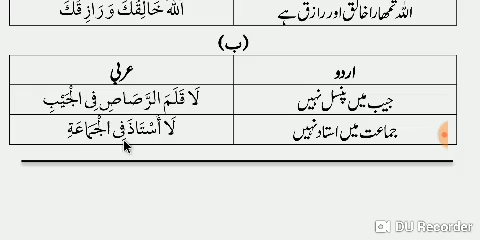 اللہ تمھارا خالق اور رازق ہے اَللّٰهُ خَالِقُكَ وَرَازِقُكَ
(ب)
اردو عربی
جیب میں پنسل نہیں لَا قَلَمَ الرَّصَاصِ فِی الْجَیْبِ
جماعت میں استاد نہیں لَا أُسْتَاذَ فِی الْجَمَاعَةِ
DU Recorder